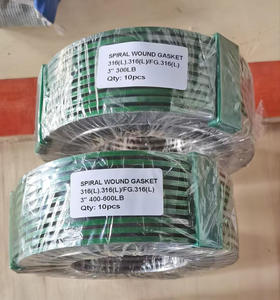 SPIRAL WOUND GASKET
316(L).316(L)/FG.316(L)
3" 300LB
Qty: 10pcs
SPIRAL WOUND GASKET
316(L).316(L)/FG.316(L)
3" 400-600LB
Qty: 10pcs